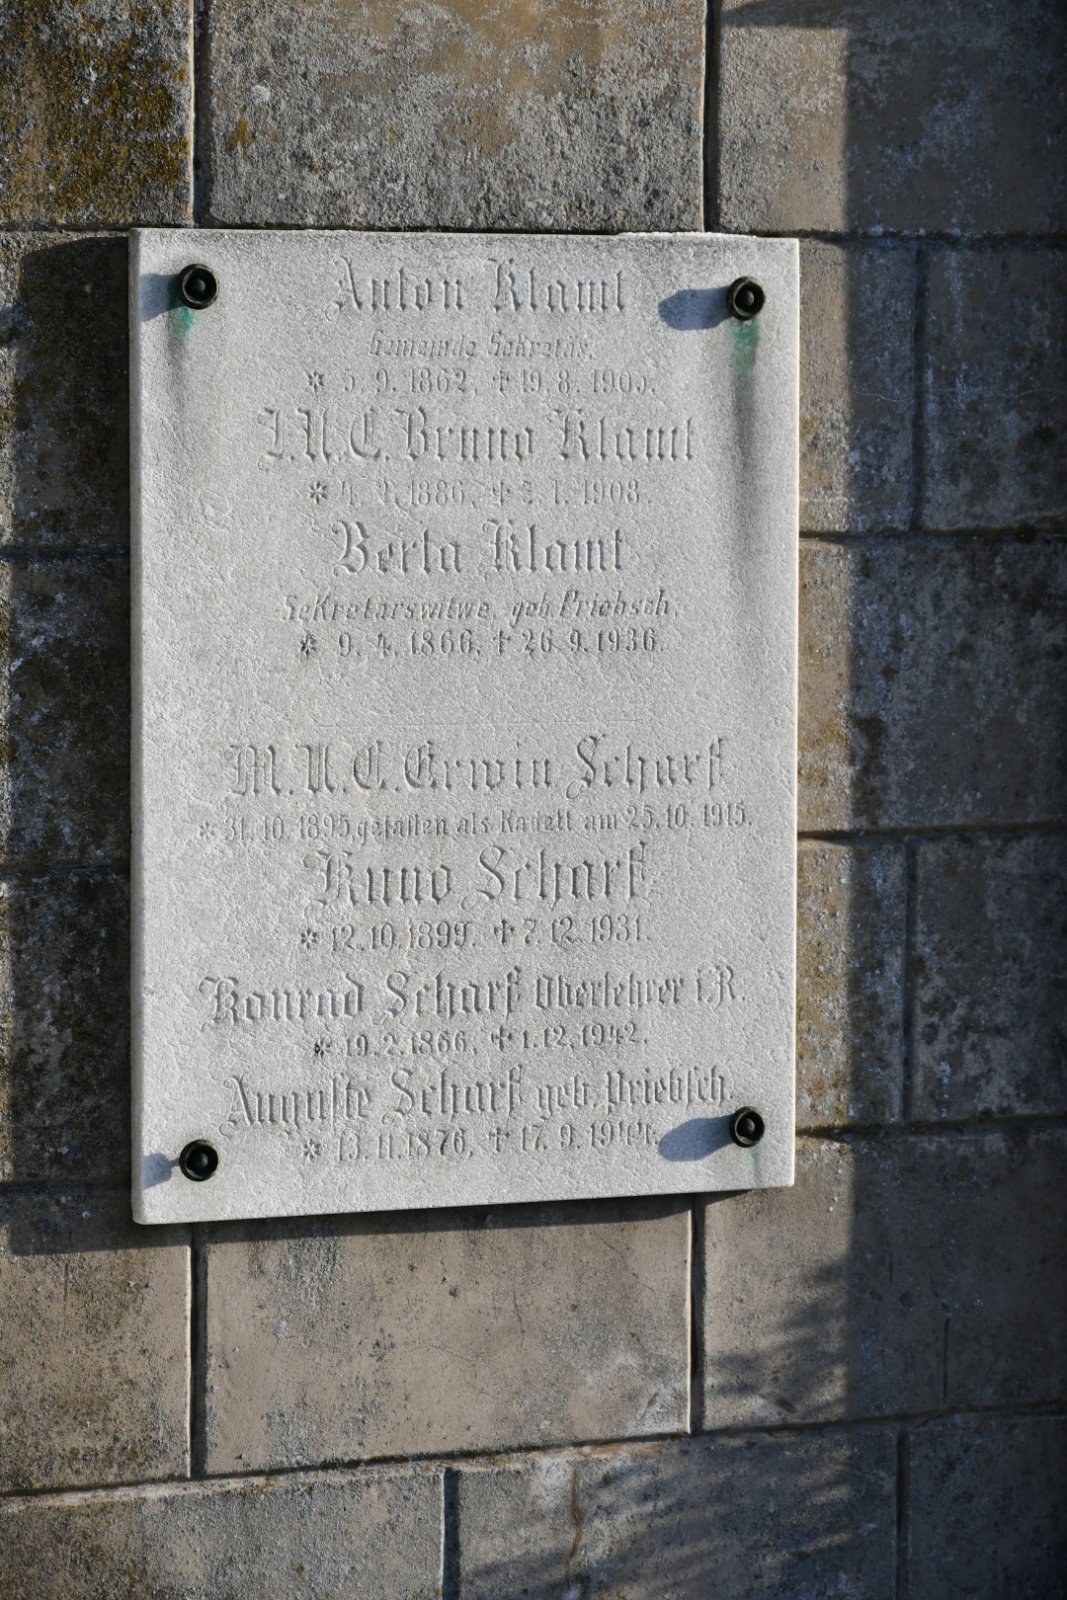 Anton Klamt
Gemeinde Sekretär.
* 5. 9. 1862, ✝ 19. 8. 1905.
I.U.C. Bruno Klamt
* 4. 2. 1886, ✝ 2. 1. 1908.
Berta Klamt
Sekretärswitwe, geb. Priebsch.
* 9. 4. 1866, ✝ 26. 9. 1936.
M.U.C. Erwin Scharf
* 31. 10. 1895, gefallen als Kadett am 25. 10. 1915.
Kuno Scharf
* 12. 10. 1899. ✝ 7. 12. 1931.
Konrad Scharf Oberlehrer i. R.
* 19. 2. 1866, ✝ 1. 12. 1942.
Auguste Scharf geb. Priebsch.
* 13. 11. 1876, ✝ 17. 9. 1944.